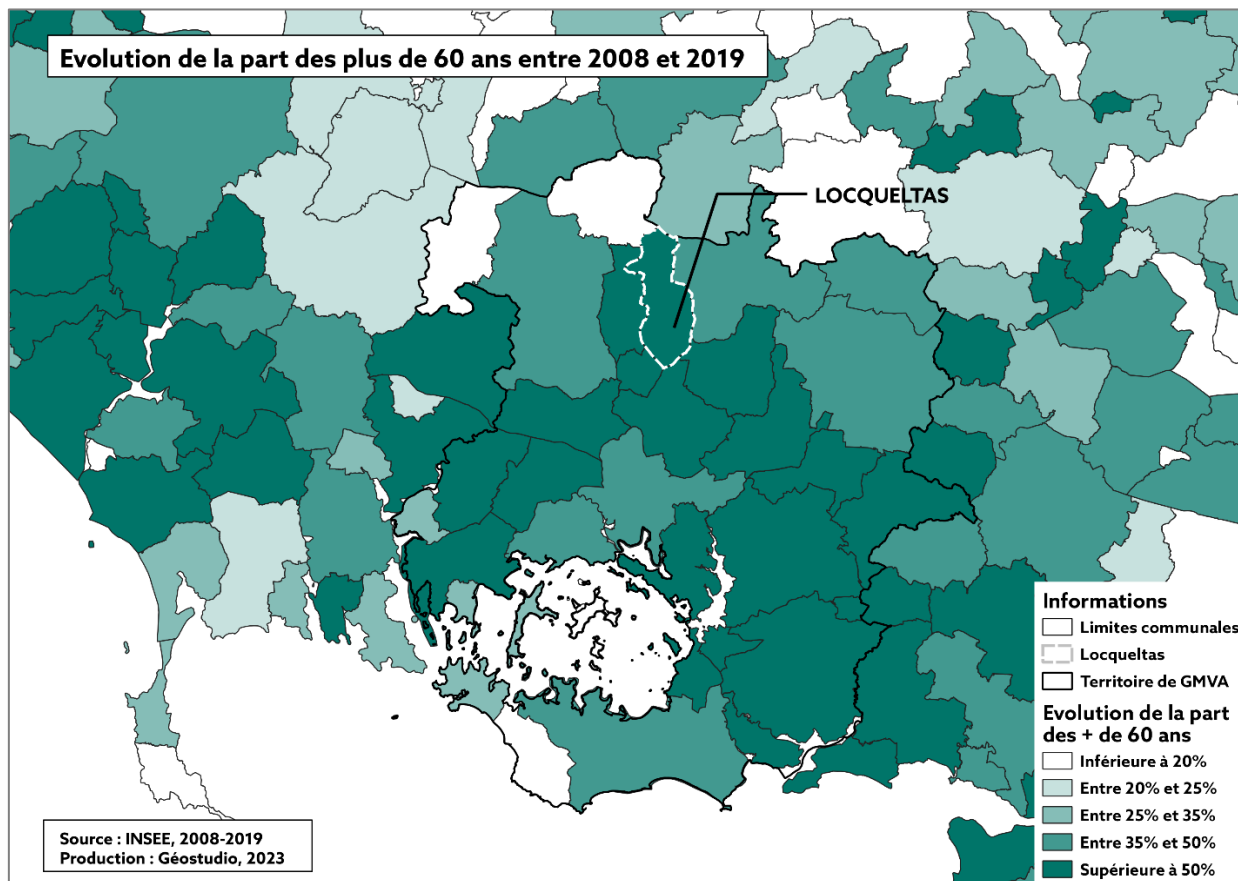 Evolution de la part des plus de 60 ans entre 2008 et 2019
LOCQUELTAS
Informations
Limites communales
Locqueltas
Territoire de GMVA
Evolution de la part
des + de 60 ans
Inférieure à 20%
Entre 20% et 25%
Entre 25% et 35%
Entre 35% et 50%
Supérieure à 50%
Source : INSEE, 2008-2019
Production : Géostudio, 2023